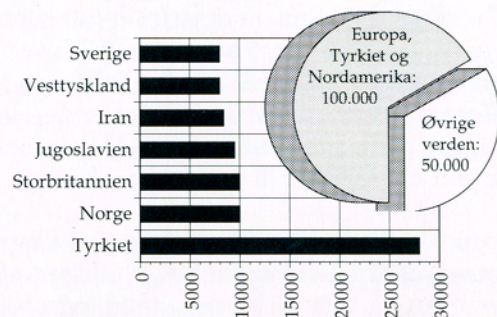 Sverige
Vesttyskland
Iran
Jugoslavien
Storbritannien
Norge
Tyrkiet
0
5000
10000
15000
20000
25000
30000
Europa,
Tyrkiet og
Nordamerika:
100.000
Øvrige
verden:
50.000